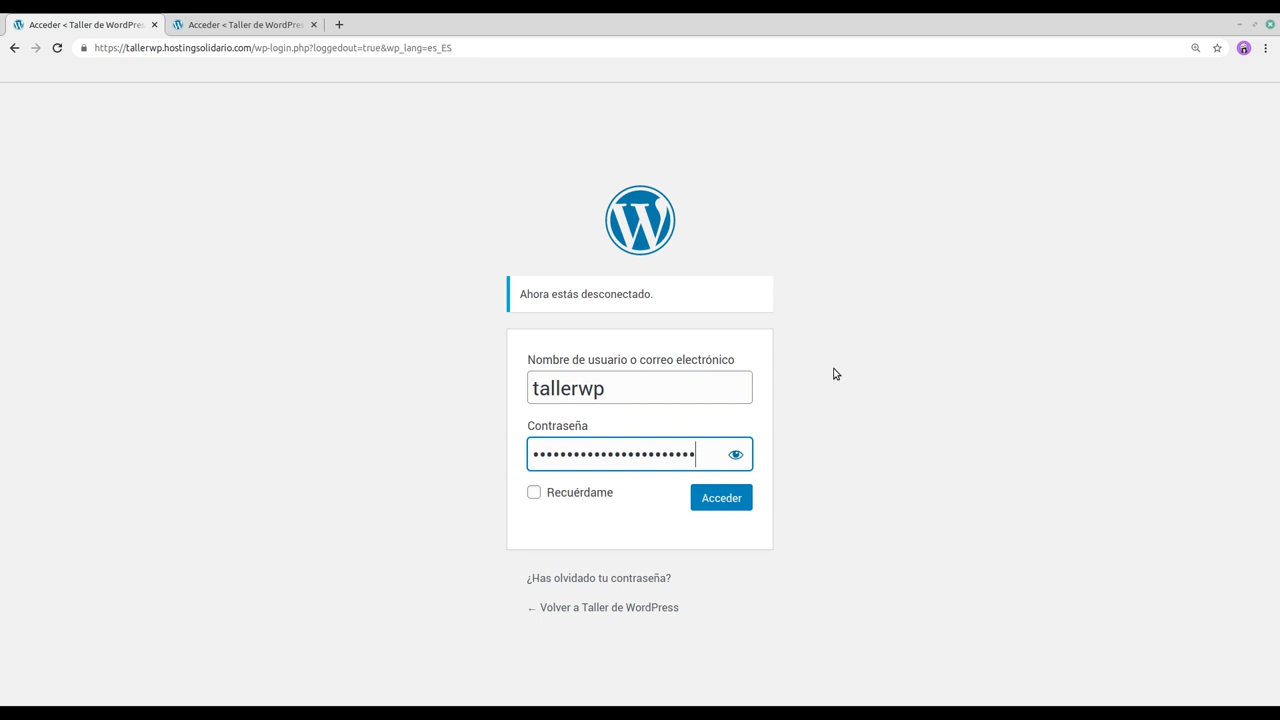 Acceder < Taller de WordPres
Acceder < Taller de WordPres
https://tallerwp.hostingsolidario.com/wp-login.php?loggedout=true&wp_lang=es_ES
Ahora estás desconectado.
Nombre de usuario o correo electrónico
tallerwp
Contraseña
Recuérdame
Acceder
¿Has olvidado tu contraseña?
← Volver a Taller de WordPress